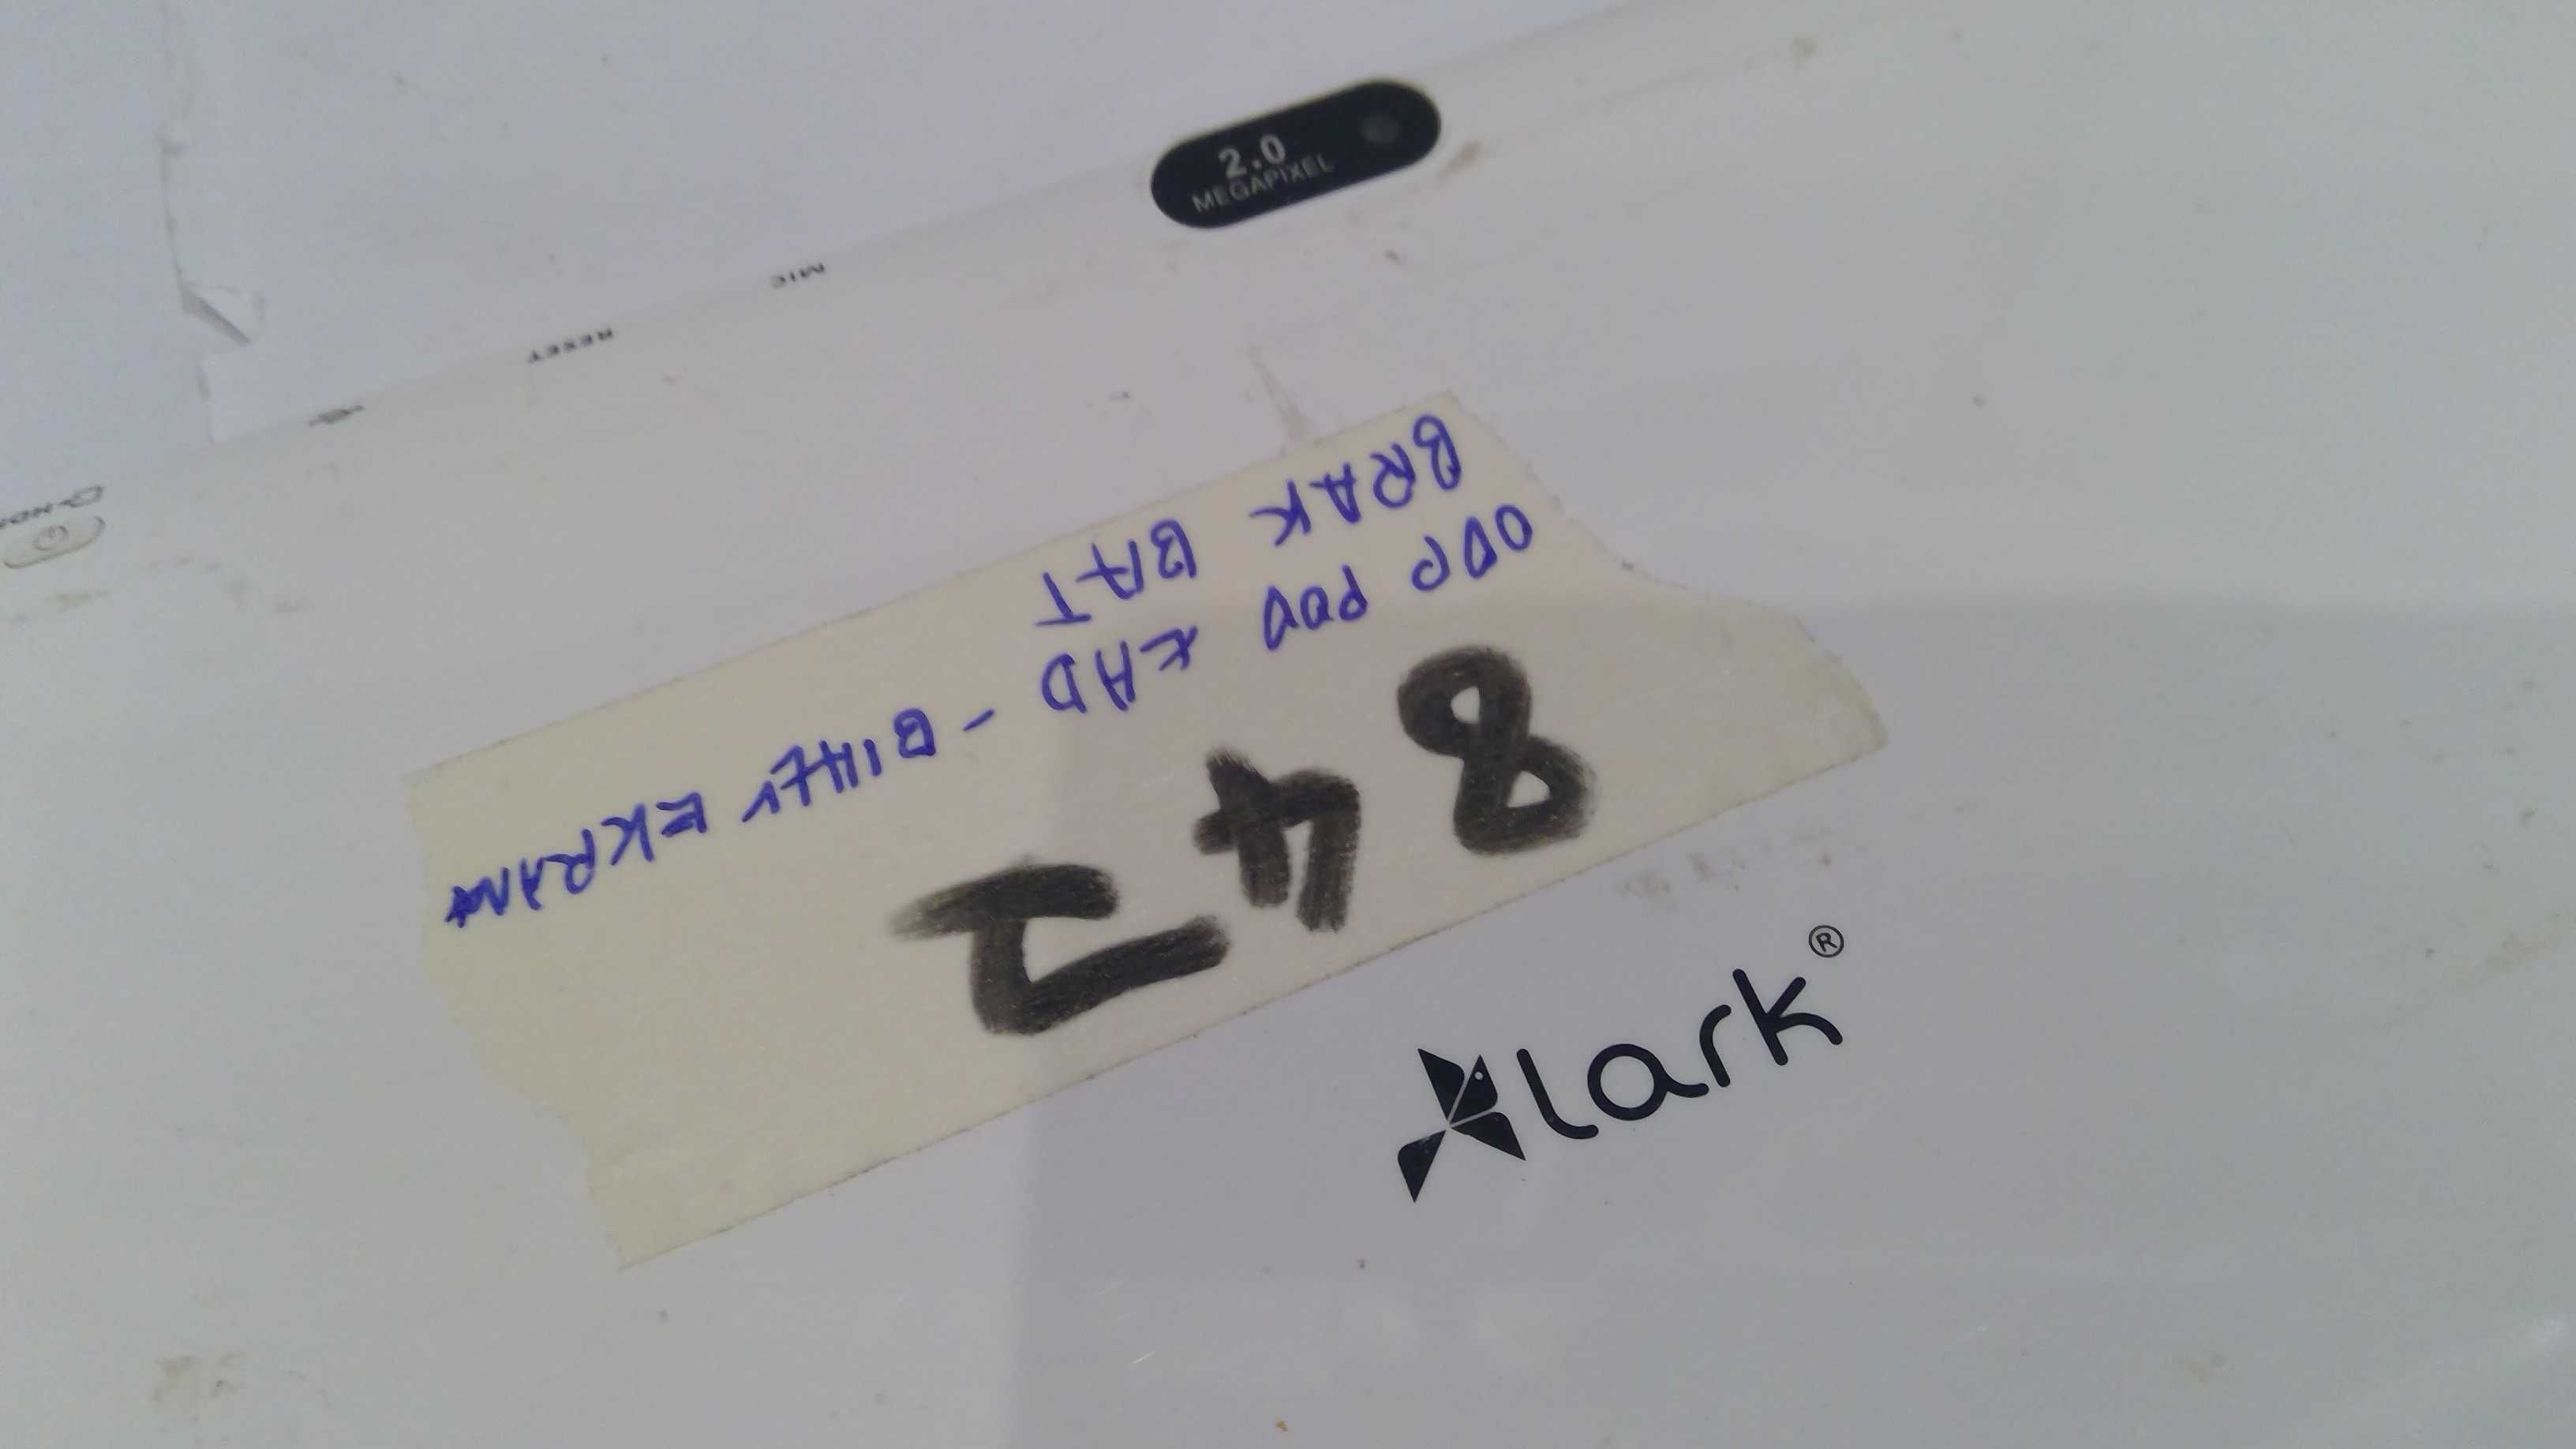 2.0
MEGAPIXEL
MIC
RESET
BRAK BAT
ODP POD ŁAD - BIAŁY EKRAN
842
lark®